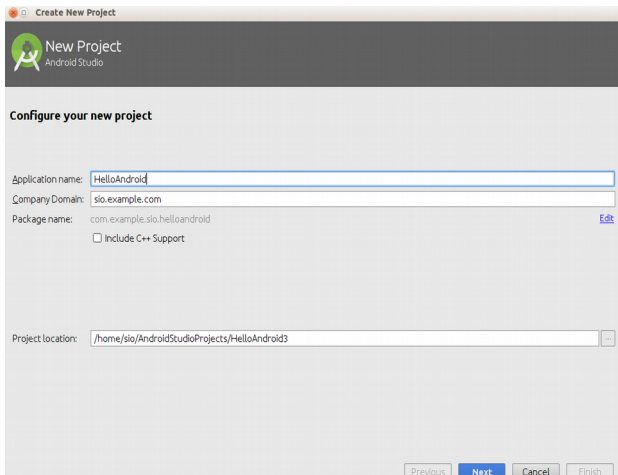 Create New Project
New Project
Android Studio
Configure your new project
Application name: HelloAndroid
Company Domain: sio.example.com
Package name: com.example.sio.helloandroid Edit
Include C++ Support
Project location: /home/sio/AndroidStudioProjects/HelloAndroid3 ...
Previous Next Cancel Finish